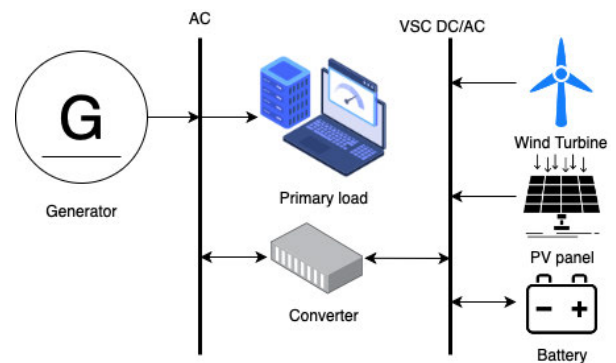 AC
VSC DC/AC
G
Generator
Primary load
Wind Turbine
PV panel
Converter
Battery